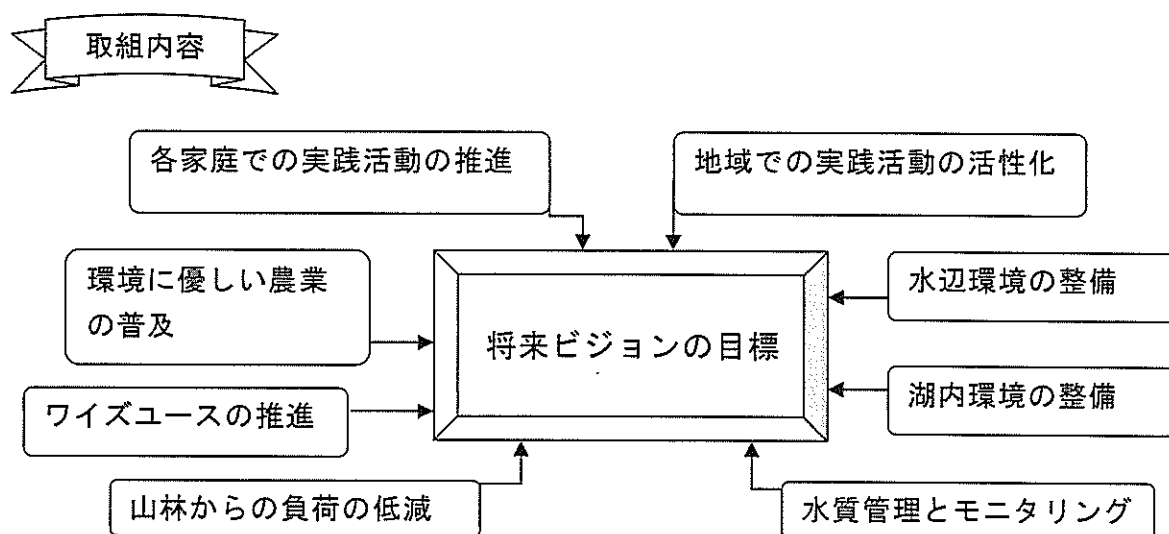 取組内容
各家庭での実践活動の推進
地域での実践活動の活性化
環境に優しい農業
の普及
水辺環境の整備
将来ビジョンの目標
ワイズユースの推進
湖内環境の整備
山林からの負荷の低減
水質管理とモニタリング